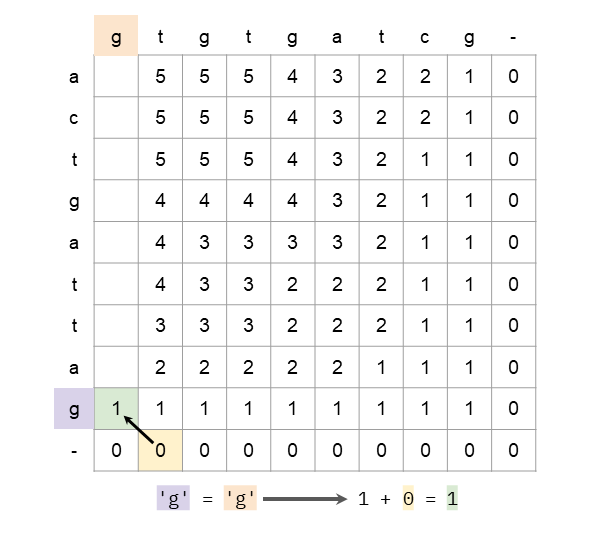 g t g t g a t c g -
a 5 5 5 4 3 2 2 1 0
c 5 5 5 4 3 2 2 1 0
t 5 5 5 4 3 2 1 1 0
g 4 4 4 4 3 2 1 1 0
a 4 3 3 3 3 2 1 1 0
t 4 3 3 2 2 2 1 1 0
t 3 3 3 2 2 2 1 1 0
a 2 2 2 2 2 1 1 1 0
g 1 1 1 1 1 1 1 1 1 0
- 0 0 0 0 0 0 0 0 0 0
'g' = 'g' 1 + 0 = 1